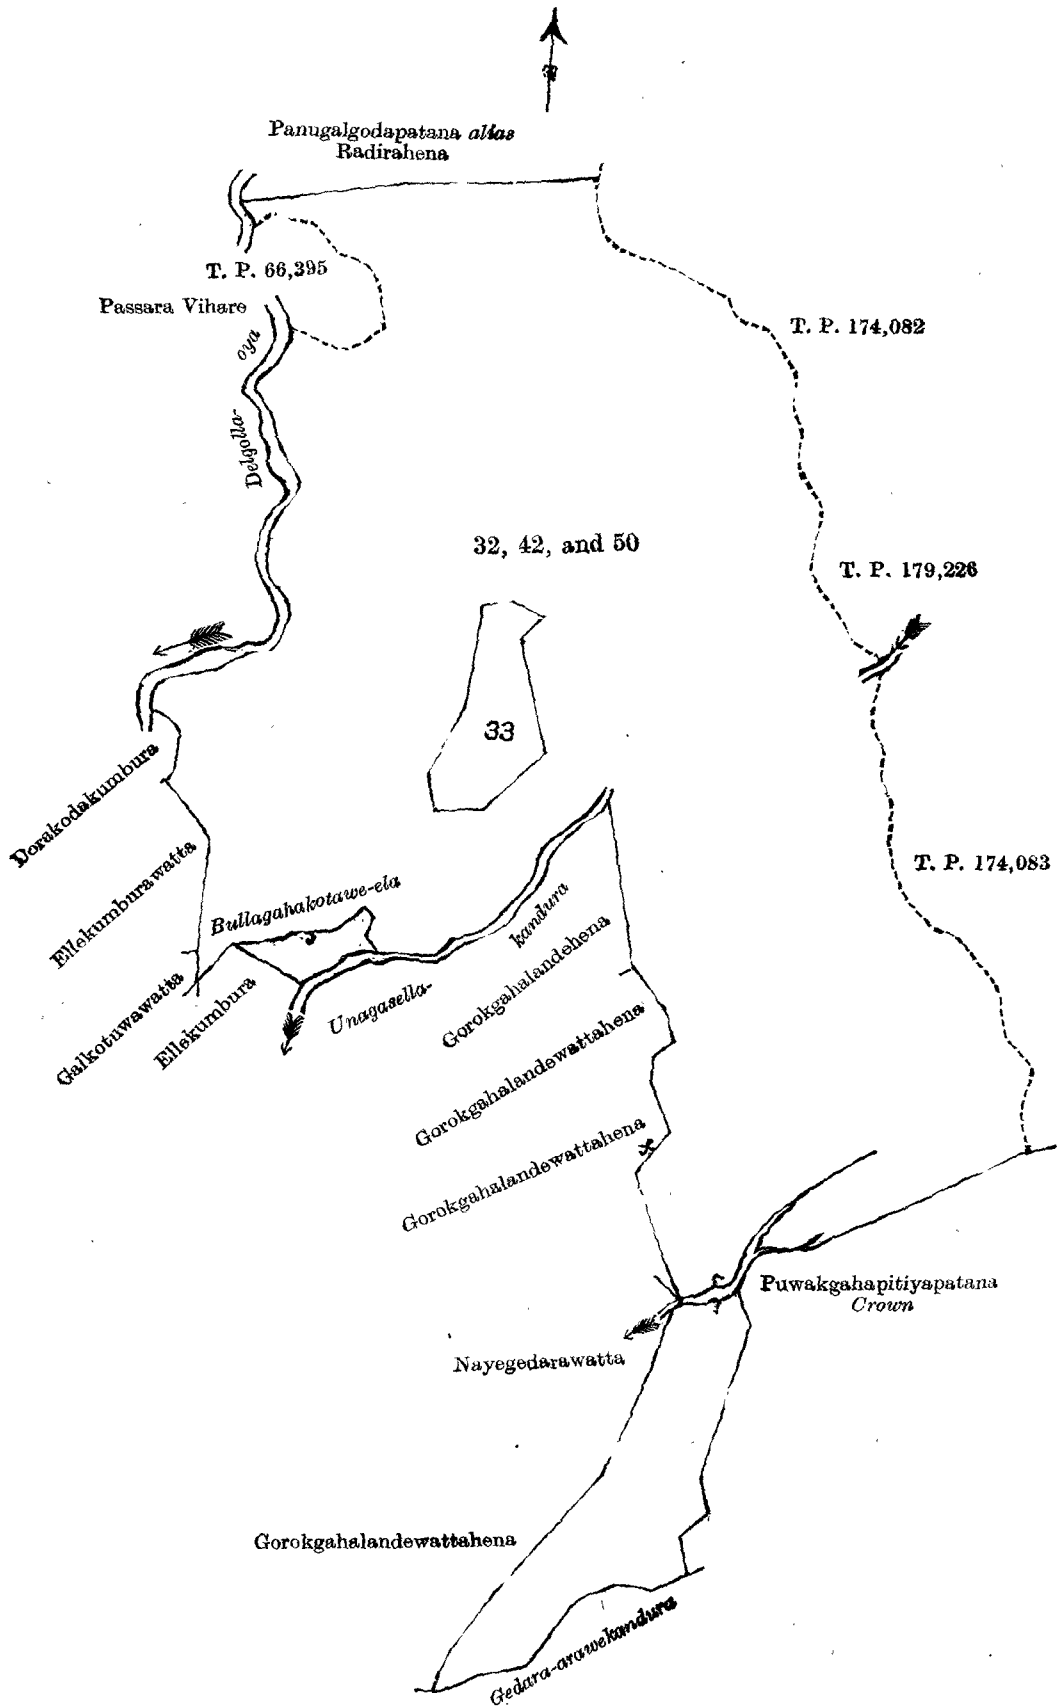 Panugalgodapatana alias
Radirahena
T. P. 66,395
Passara Vihare
T. P. 174,082
Delgolla-
oya
32, 42, and 50
T. P. 179,226
33
Dorakodakumbura
Ellekumburawatta
T. P. 174,083
Bullagahakotawe-ela
Galkotuwawatta
Ellekumbura
Unagasella-
kandura
Gorokgahalandehena
Gorokgahalandewattahena
Gorokgahalandewattahena
Puwakgahapitiyapatana
Crown
Nayegedarawatta
Gorokgahalandewattahena
Gedara-arawekandura